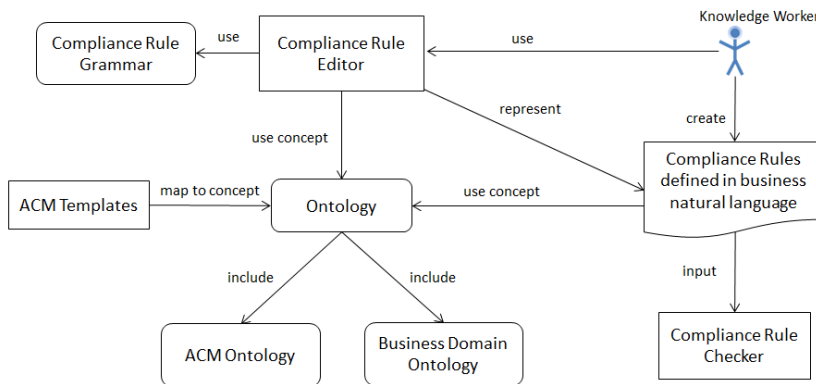 Knowledge Worker
Compliance Rule
Grammar
use
Compliance Rule
Editor
use
represent
create
use concept
Compliance Rules
defined in business
natural language
ACM Templates
map to concept
Ontology
use concept
include
include
input
ACM Ontology
Business Domain
Ontology
Compliance Rule
Checker